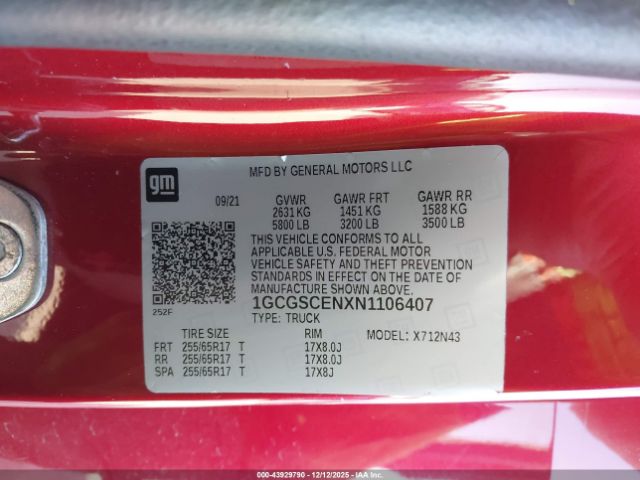 gm
MFD BY GENERAL MOTORS LLC
09/21 GVWR GAWR FRT GAWR RR
2631 KG 1451 KG 1588 KG
5800 LB 3200 LB 3500 LB
THIS VEHICLE CONFORMS TO ALL
APPLICABLE U.S. FEDERAL MOTOR
VEHICLE SAFETY AND THEFT PREVENTION
STANDARDS IN EFFECT ON THE DATE OF
MANUFACTURE SHOWN ABOVE.
252F
1GCGSCENXN1106407
TYPE: TRUCK
TIRE SIZE RIM MODEL: X712N43
FRT 255/65R17 T 17X8.0J
RR 255/65R17 T 17X8.0J
SPA 255/65R17 T 17X8J
200-43929790 - 12/12/2025 - IAAI.com